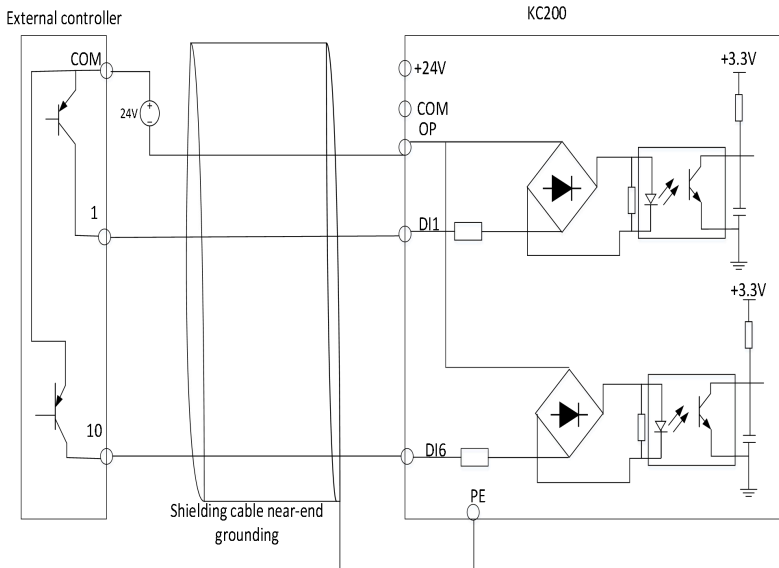 External controller
KC200
COM
24V
+24V
COM
OP
+3.3V
1
DI1
+3.3V
10
DI6
PE
Shielding cable near-end
grounding